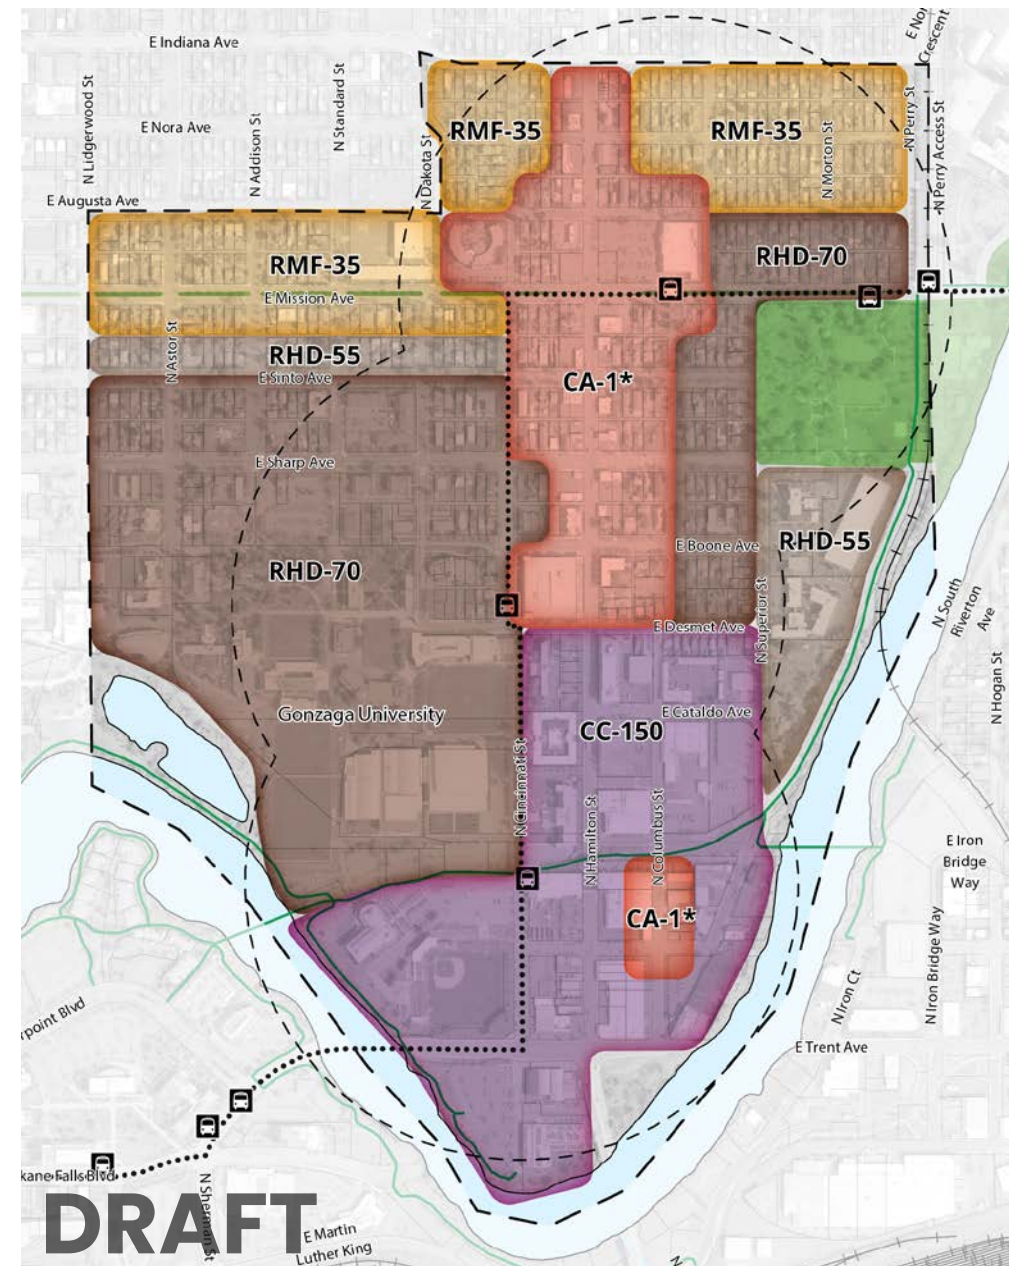 E Indiana Ave
E Nora Ave
E Augusta Ave
N Lidgerwood St
N Addison St
N Standard St
N Dakota St
RMF-35
RMF-35
N Morton St
N Perry St
N Perry Access St
Crescent
RMF-35
E Mission Ave
RHD-70
N Astor St
RHD-55
E Sinto Ave
CA-1*
E Sharp Ave
RHD-70
E Boone Ave
RHD-55
N Superior St
E Desmet Ave
N South
Riverton
Ave
N Hogan St
Gonzaga University
E Cataldo Ave
CC-150
N Cincinnati St
N Hamilton St
N Columbus St
CA-1*
E Iron
Bridge
Way
N Iron Bridge Way
N Iron Ct
E Trent Ave
rpoint Blvd
kane Falls Blvd
N Sherman St
DRAFT
E Martin
Luther King
N